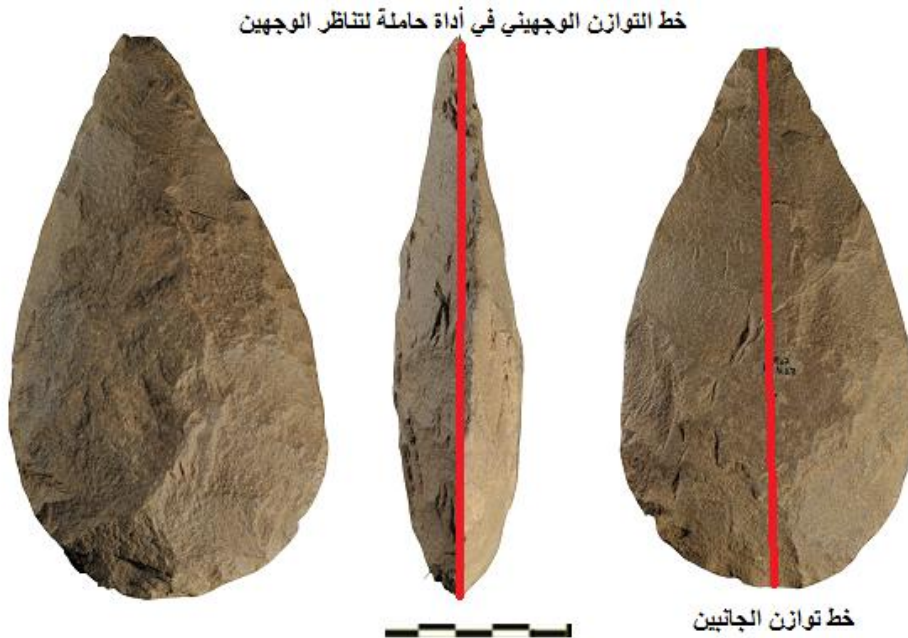 خط التوازن الوجهيني في أداة حاملة لتناظر الوجهين
خط توازن الجانبين